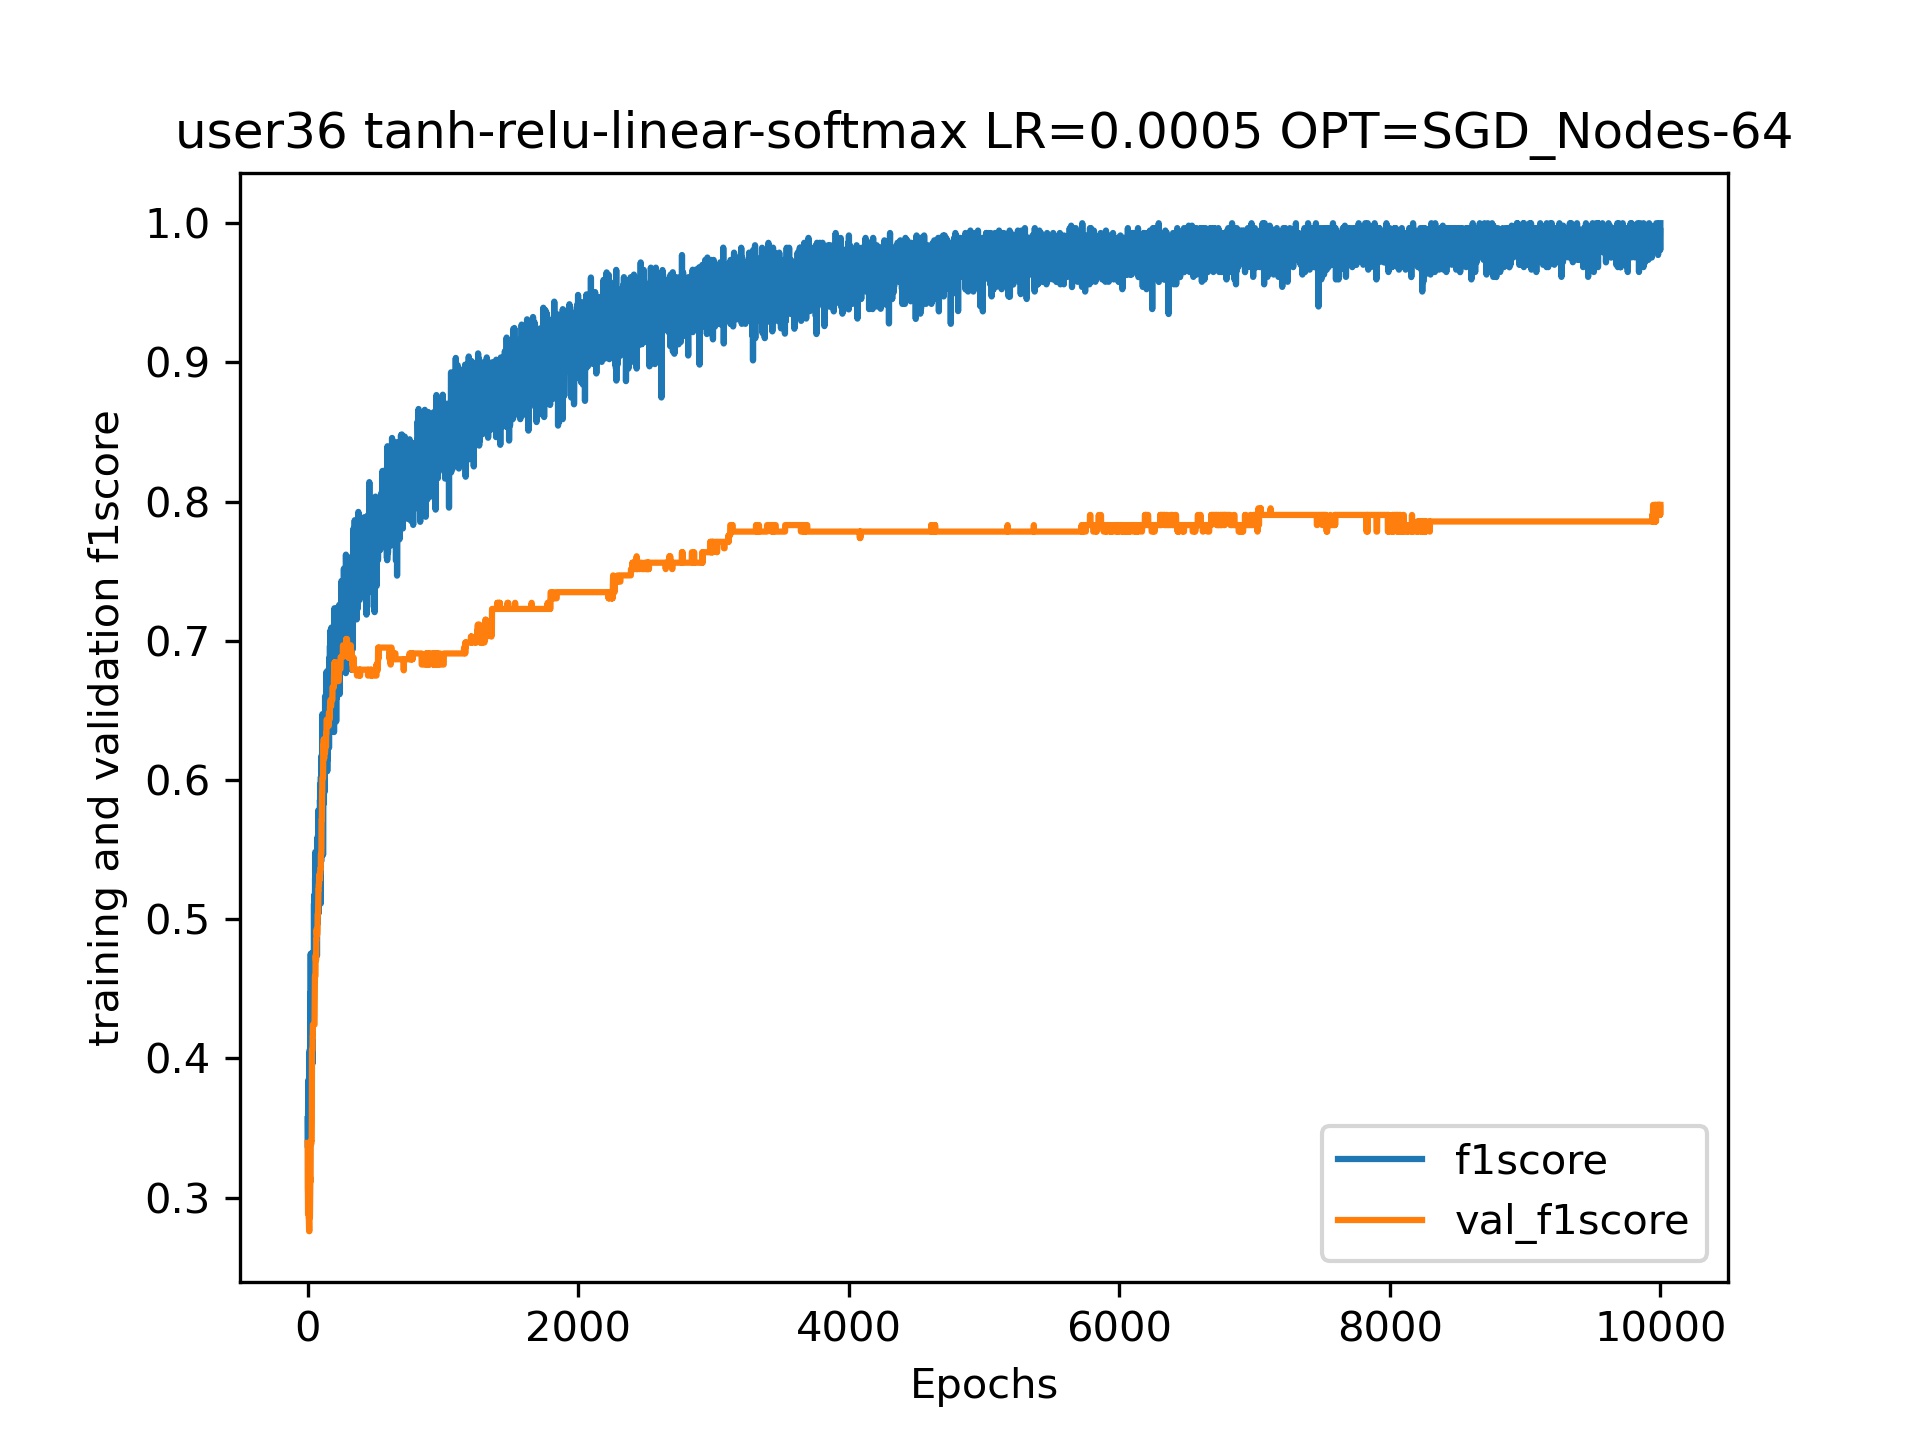 user36 tanh-relu-linear-softmax LR=0.0005 OPT=SGD_Nodes-64
training and validation f1score
1.0
0.9
0.8
0.7
0.6
0.5
0.4
0.3
f1score
val_f1score
0 2000 4000 6000 8000 10000
Epochs